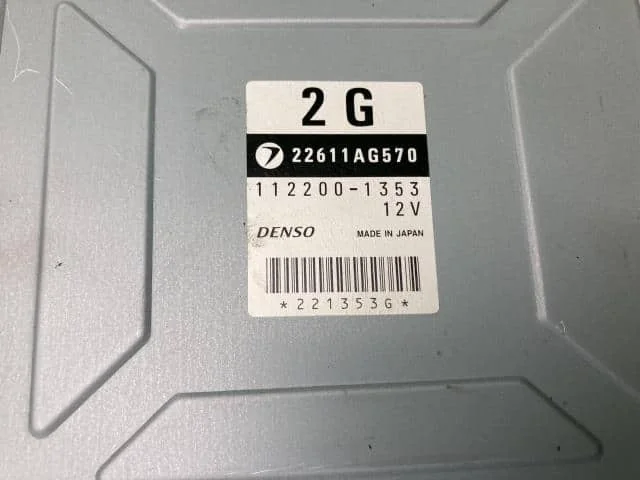 2 G
22611AG570
112200-1353
12V
DENSO MADE IN JAPAN
*221353G*